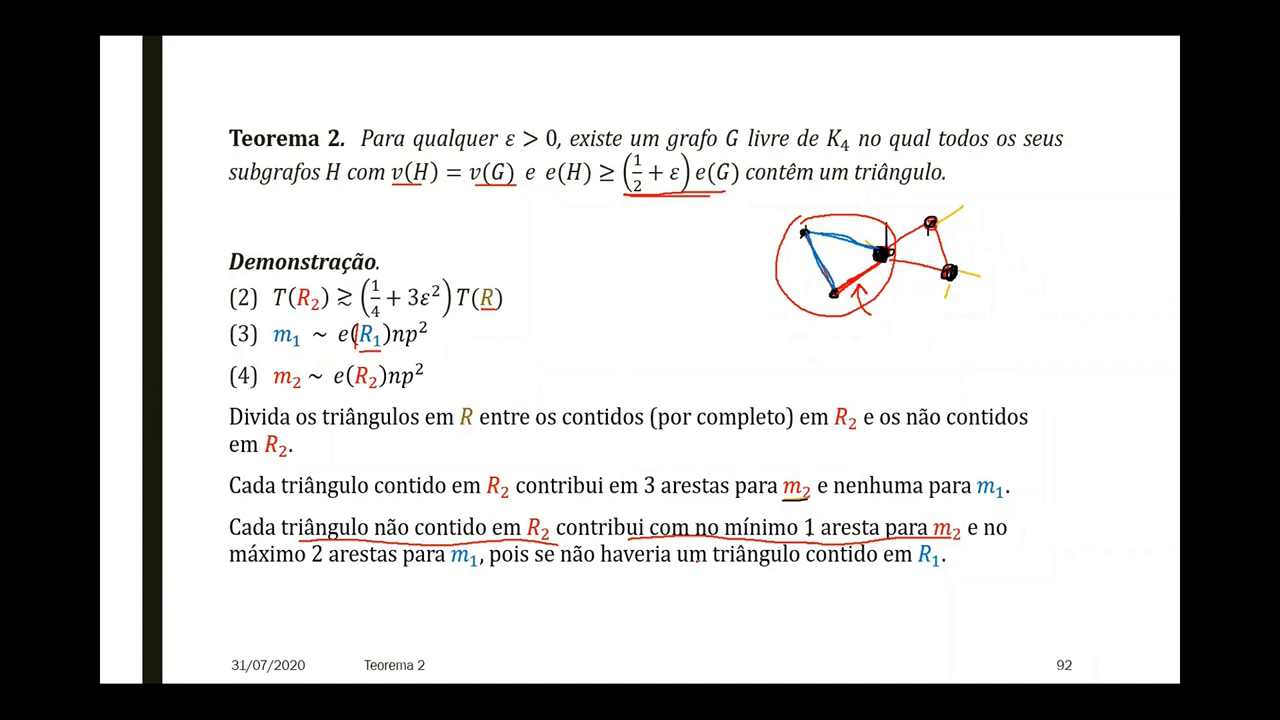 Teorema 2. Para qualquer ε > 0, existe um grafo G livre de K₄ no qual todos os seus
subgrafos H com v(H) = v(G) e e(H) ≥ (1/2 + ε) e(G) contêm um triângulo.
Demonstração.
(2) T(R₂) ≳ (1/4 + 3ε²) T(R)
(3) m₁ ~ e(R₁)np²
(4) m₂ ~ e(R₂)np²
Divida os triângulos em R entre os contidos (por completo) em R₂ e os não contidos
em R₂.
Cada triângulo contido em R₂ contribui em 3 arestas para m₂ e nenhuma para m₁.
Cada triângulo não contido em R₂ contribui com no mínimo 1 aresta para m₂ e no
máximo 2 arestas para m₁, pois se não haveria um triângulo contido em R₁.
31/07/2020 Teorema 2 92